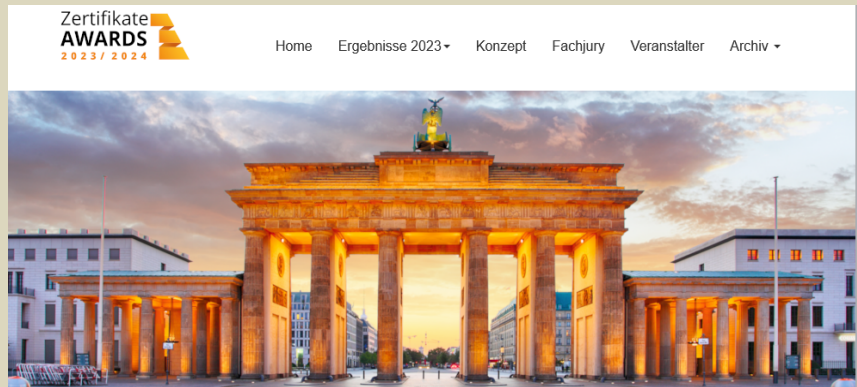 Zertifikate
AWARDS
2023/ 2024
Home Ergebnisse 2023 Konzept Fachjury Veranstalter Archiv